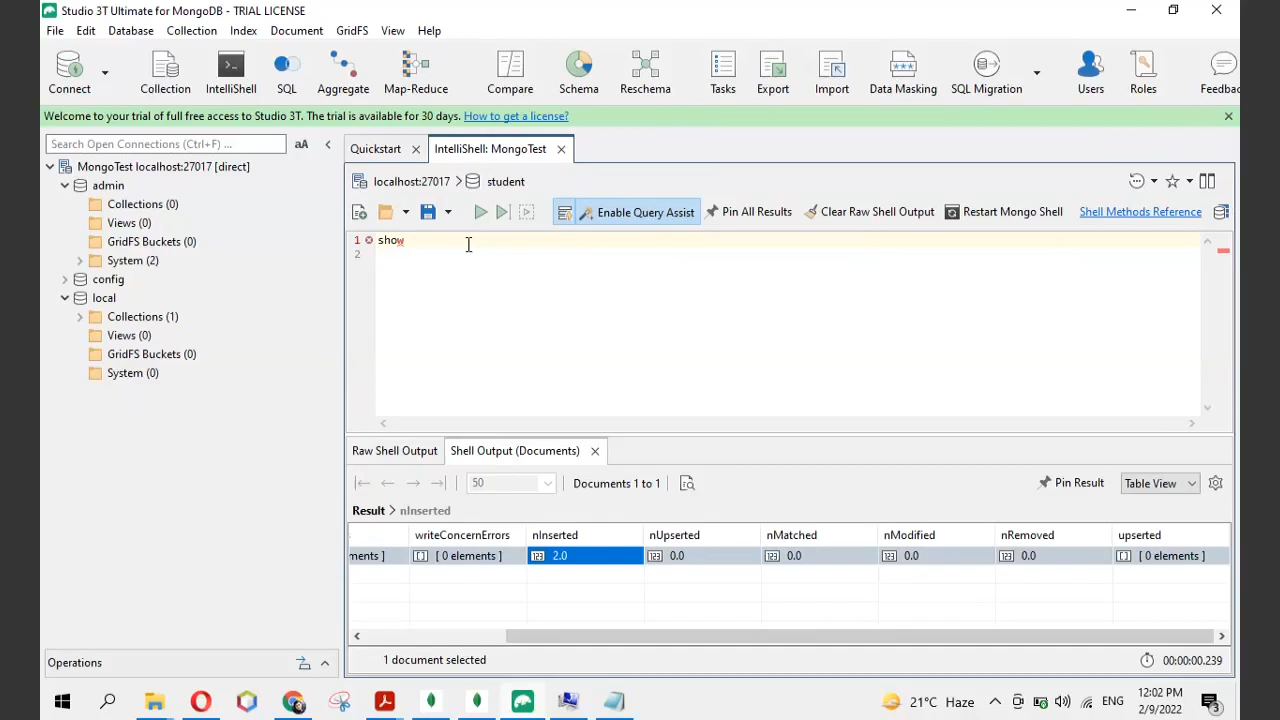 Studio 3T Ultimate for MongoDB - TRIAL LICENSE
File Edit Database Collection Index Document GridFS View Help
Connect Collection IntelliShell SQL Aggregate Map-Reduce Compare Schema Reschema Tasks Export Import Data Masking SQL Migration Users Roles Feedbac
Welcome to your trial of full free access to Studio 3T. The trial is available for 30 days. How to get a license?
Search Open Connections (Ctrl+F) ... aA
MongoTest localhost:27017 [direct]
admin
Collections (0)
Views (0)
GridFS Buckets (0)
System (2)
config
local
Collections (1)
Views (0)
GridFS Buckets (0)
System (0)
Operations
Quickstart IntelliShell: MongoTest
localhost:27017 student
Enable Query Assist Pin All Results Clear Raw Shell Output Restart Mongo Shell Shell Methods Reference
1 show
2
Raw Shell Output Shell Output (Documents)
50 Documents 1 to 1 Pin Result Table View
Result > nInserted
writeConcernErrors nInserted nUpserted nMatched nModified nRemoved upserted
ments ] [ 0 elements ] 2.0 0.0 0.0 0.0 0.0 [ 0 elements ]
1 document selected 00:00:00.239
21°C Haze ENG 12:02 PM
2/9/2022 3